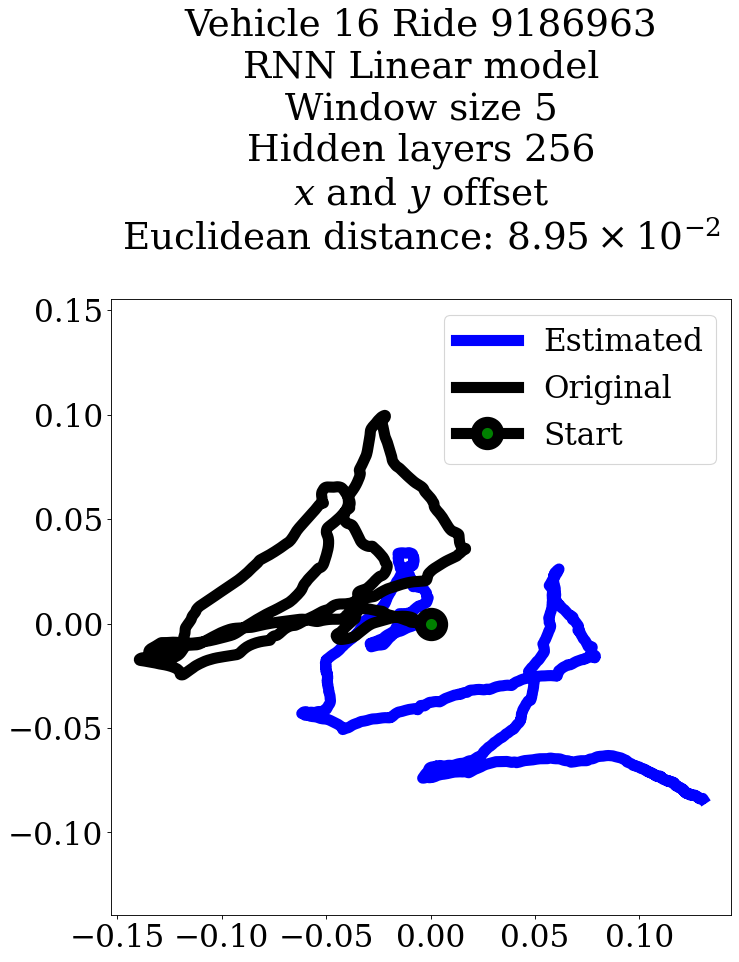 Vehicle 16 Ride 9186963
RNN Linear model
Window size 5
Hidden layers 256
x and y offset
Euclidean distance: 8.95 × 10⁻²
Estimated
Original
Start
0.15
0.10
0.05
0.00
−0.05
−0.10
−0.15 −0.10 −0.05 0.00 0.05 0.10